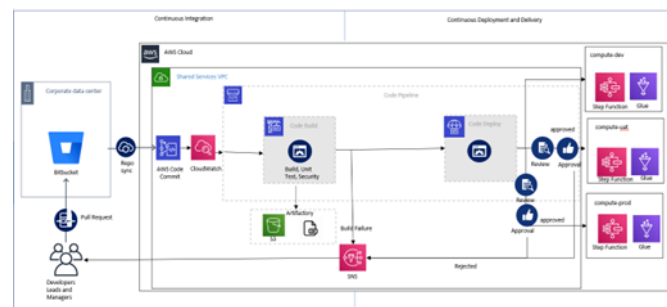 Continuous Integration
Continuous Deployment and Delivery
AWS Cloud
compute-dev
Corporate data center
Shared Services VPC
Code Pipeline
Step Function
Glue
Code Build
Code Deploy
approved
compute-uat
Bitbucket
Repo
sync
AWS Code
Commit
CloudWatch
Build, Unit
Test, Security
Review
Approval
Step Function
Glue
Review
Pull Request
Artifactory
S3
Build Failure
approved
Approval
compute-prod
Step Function
Glue
SNS
Rejected
Developers
Leads and
Managers